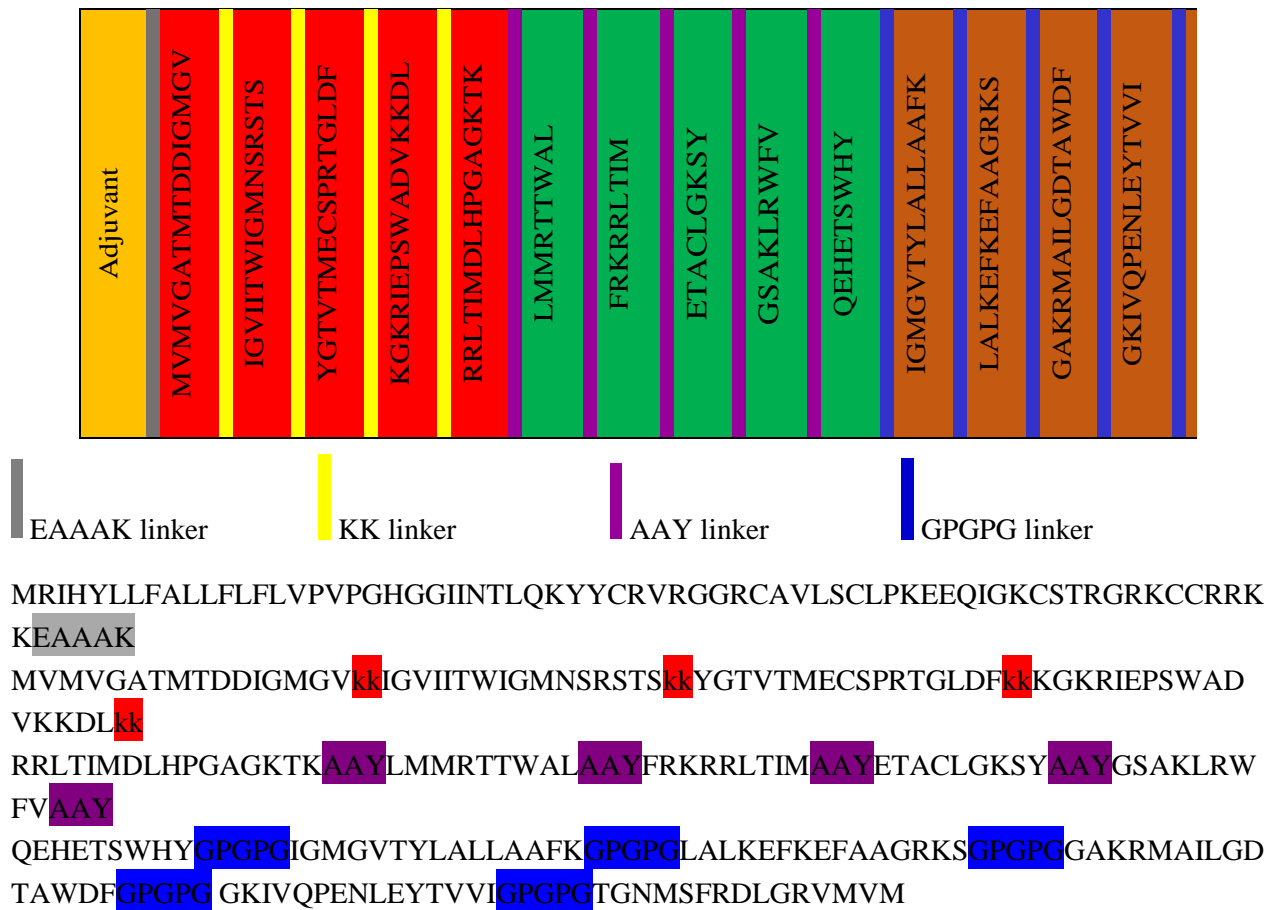 Adjuvant
MVMVGATMTDDIGMGV
IGVIITWIGMNSRSTS
YGTVTMECSPRTGLDF
KGKRIEPSWADVKKDL
RRLTIMDLHPGAGKTK
LMMRTTWAL
FRKRRLTIM
ETACLGKSY
GSAKLRWFV
QEHETSWHY
IGMGVTYLALLAAFK
LALKEFKEFAAGRKS
GAKRMAILGDTAWDF
GKIVQPENLEYTVVI
EAAAK linker
KK linker
AAY linker
GPGPG linker
MRIHYLLFALLFLFLVPVPGHGGIINTLQKYYCRVRGGRCAVLSCLPKEEQIGKCSTRGRKCCRRK
KEAAAK
MVMVGATMTDDIGMGVkkIGVIITWIGMNSRSTSkkYGTVTMECSPRTGLDFkkKGKRIEPSWAD
VKKDLkk
RRLTIMDLHPGAGKTKAAYLMMRTTWALAAYFRKRRLTIMAAYETACLGKSYAAYGSAKLRW
FVAAY
QEHETSWHYGPGPGIGMGVTYLALLAAFKGPGPGLALKEFKEFAAGRKSGPGPGGAKRMAILGD
TAWDFGPGPG GKIVQPENLEYTVVIGPGPGTGNMSFRDLGRVMVM